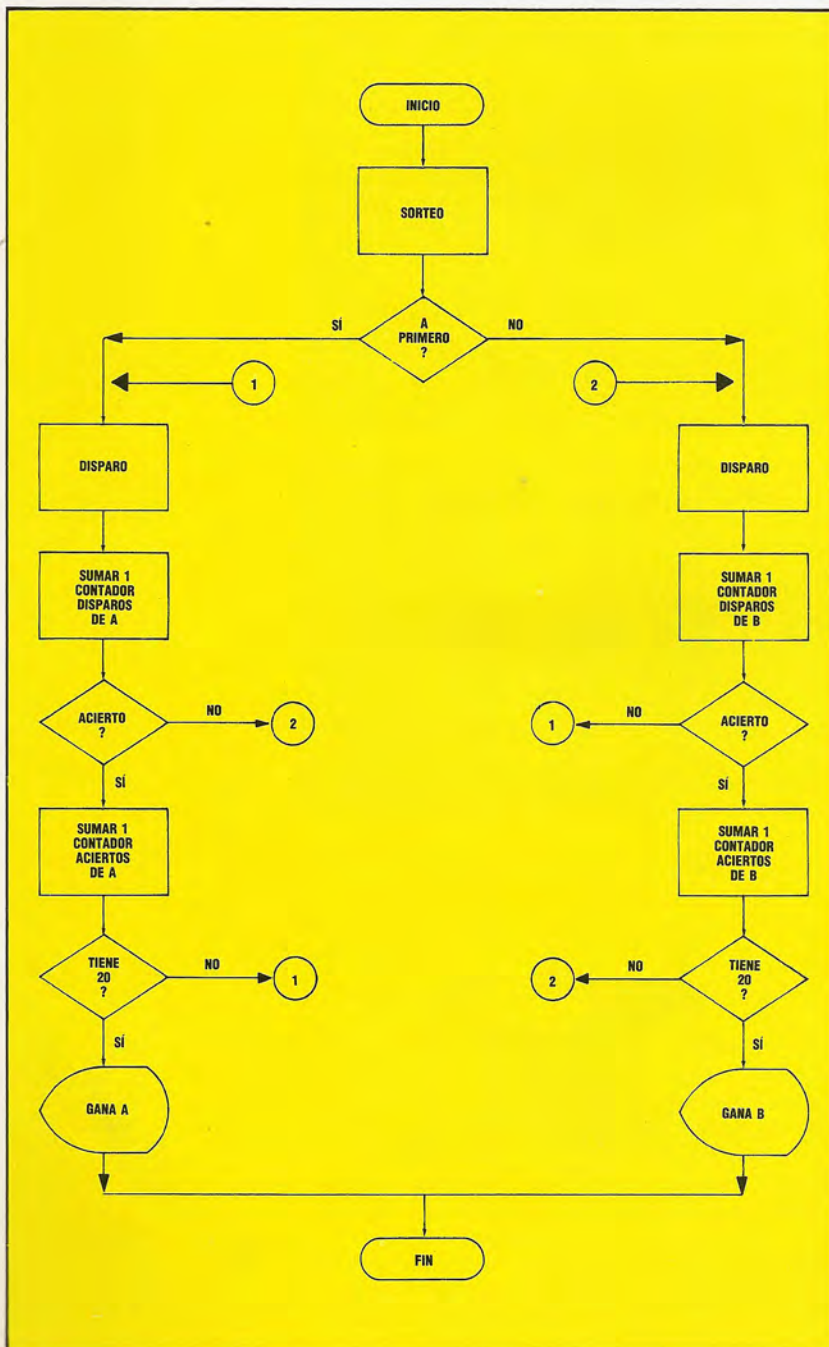 INICIO
SORTEO
A
PRIMERO
?
SÍ
NO
1
2
DISPARO
DISPARO
SUMAR 1
CONTADOR
DISPAROS
DE A
SUMAR 1
CONTADOR
DISPAROS
DE B
ACIERTO
?
NO
2
1
NO
ACIERTO
?
SÍ
SÍ
SUMAR 1
CONTADOR
ACIERTOS
DE A
SUMAR 1
CONTADOR
ACIERTOS
DE B
TIENE
20
?
NO
1
2
NO
TIENE
20
?
SÍ
SÍ
GANA A
GANA B
FIN